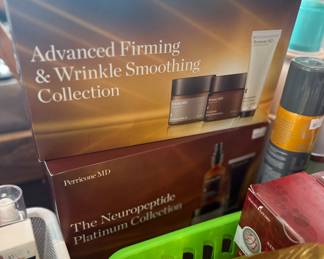 Advanced Firming
& Wrinkle Smoothing
Collection
Perricone MD
The Neuropeptide
Platinum Collection